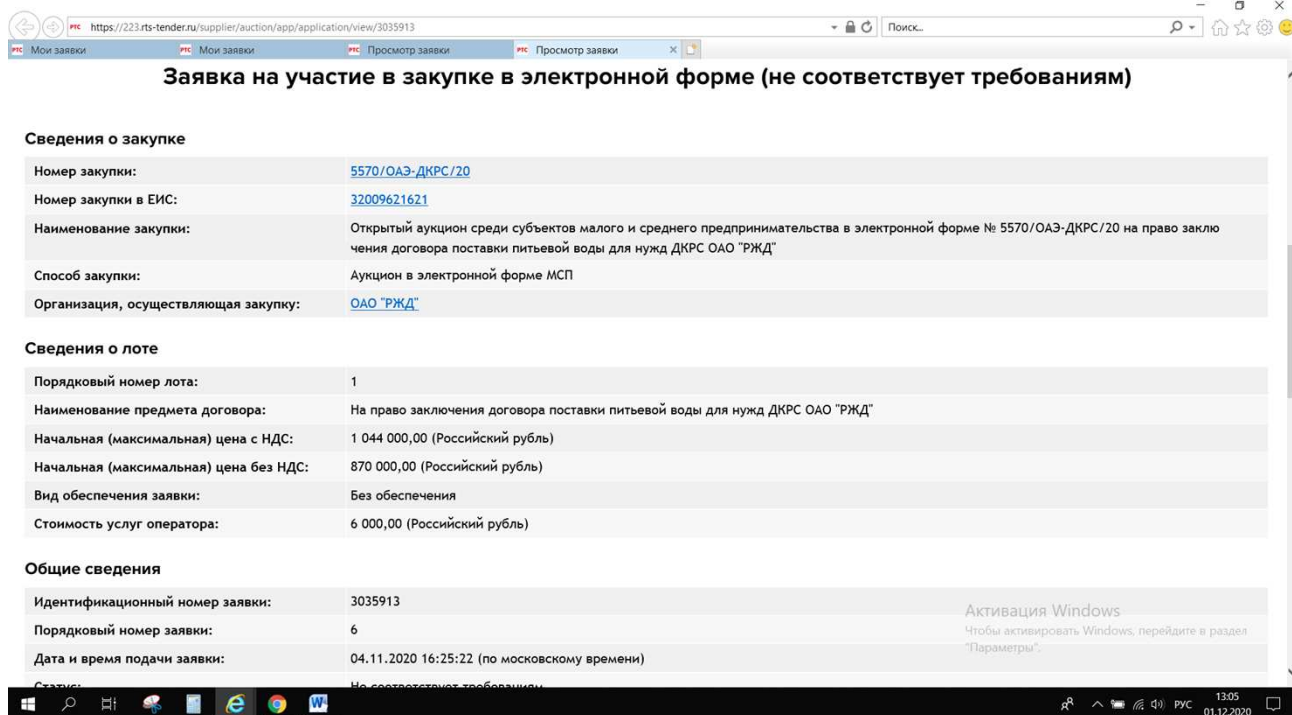 https://223.rts-tender.ru/supplier/auction/app/application/view/3035913
Поиск...
РТС Мои заявки
РТС Мои заявки
РТС Просмотр заявки
РТС Просмотр заявки
Заявка на участие в закупке в электронной форме (не соответствует требованиям)
Сведения о закупке
Номер закупки: 5570/ОАЭ-ДКРС/20
Номер закупки в ЕИС: 32009621621
Наименование закупки: Открытый аукцион среди субъектов малого и среднего предпринимательства в электронной форме № 5570/ОАЭ-ДКРС/20 на право заклю
чения договора поставки питьевой воды для нужд ДКРС ОАО "РЖД"
Способ закупки: Аукцион в электронной форме МСП
Организация, осуществляющая закупку: ОАО "РЖД"
Сведения о лоте
Порядковый номер лота: 1
Наименование предмета договора: На право заключения договора поставки питьевой воды для нужд ДКРС ОАО "РЖД"
Начальная (максимальная) цена с НДС: 1 044 000,00 (Российский рубль)
Начальная (максимальная) цена без НДС: 870 000,00 (Российский рубль)
Вид обеспечения заявки: Без обеспечения
Стоимость услуг оператора: 6 000,00 (Российский рубль)
Общие сведения
Идентификационный номер заявки: 3035913
Порядковый номер заявки: 6
Дата и время подачи заявки: 04.11.2020 16:25:22 (по московскому времени)
Статус: Не соответствует требованиям
Активация Windows
Чтобы активировать Windows, перейдите в раздел
"Параметры".
РУС
13:05
01.12.2020